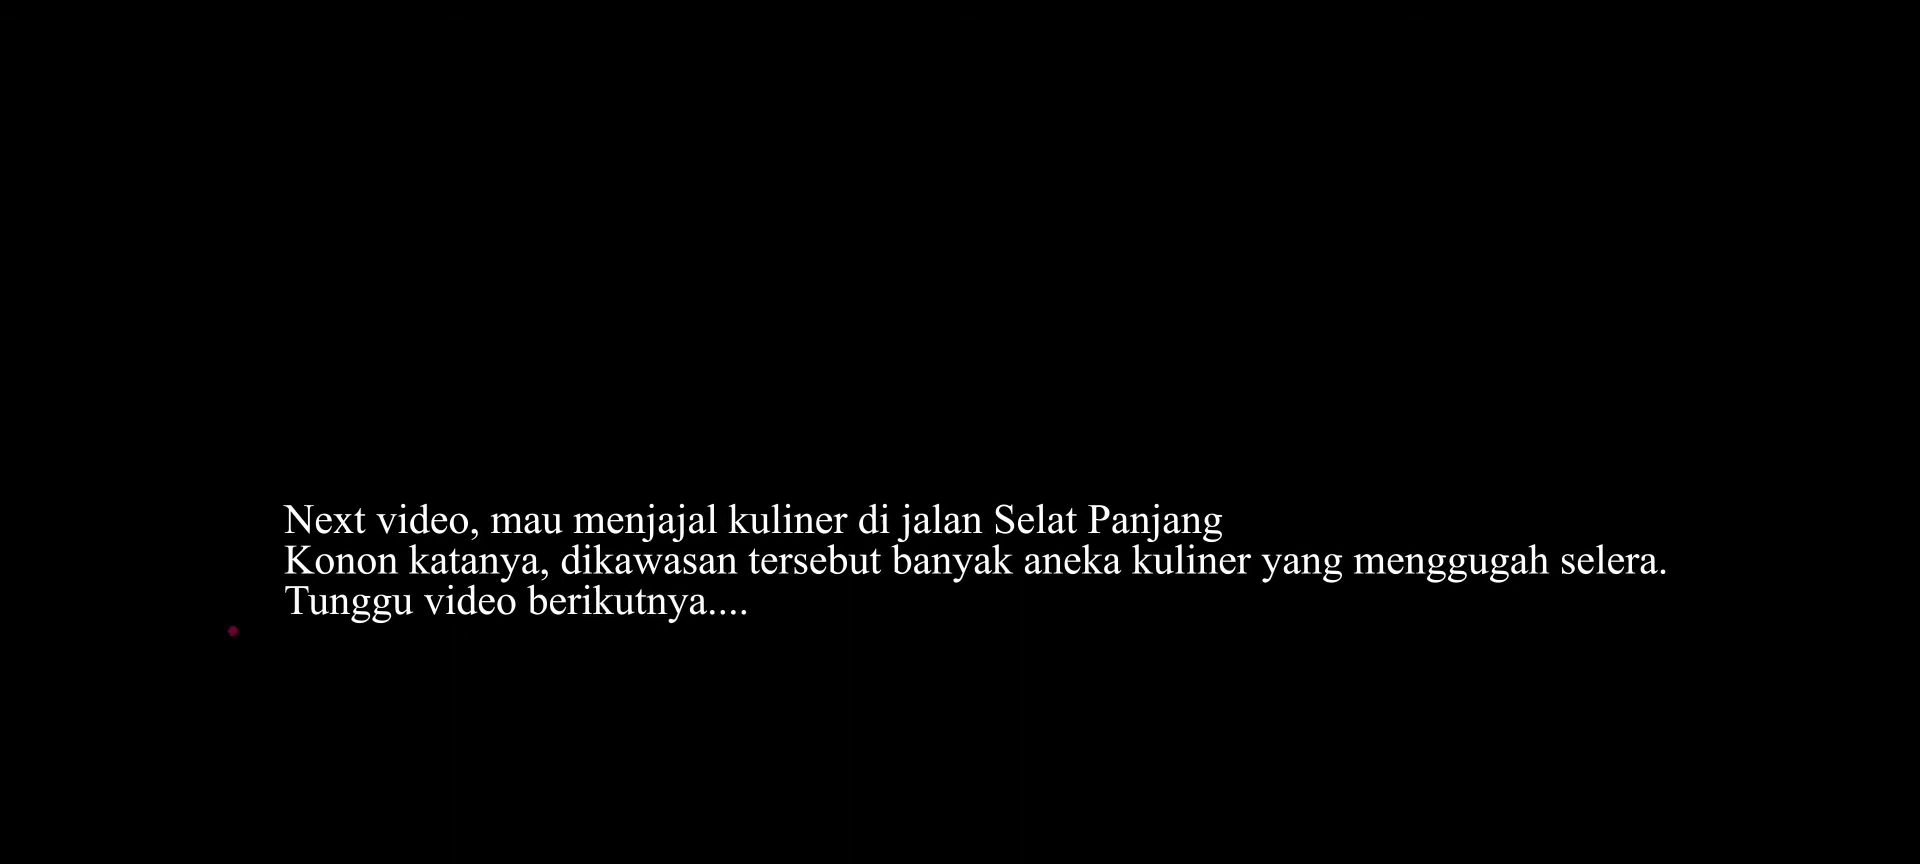 Next video, mau menjajal kuliner di jalan Selat Panjang
Konon katanya, dikawasan tersebut banyak aneka kuliner yang menggugah selera.
Tunggu video berikutnya....